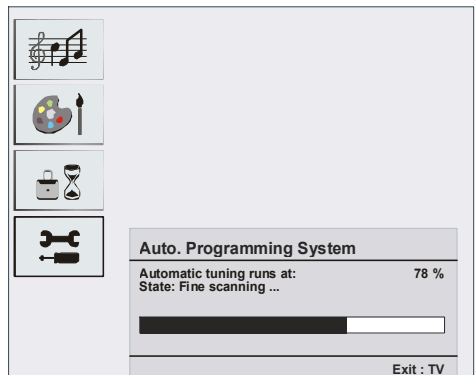 Auto. Programming System
Automatic tuning runs at: 78 %
State: Fine scanning ...
Exit : TV